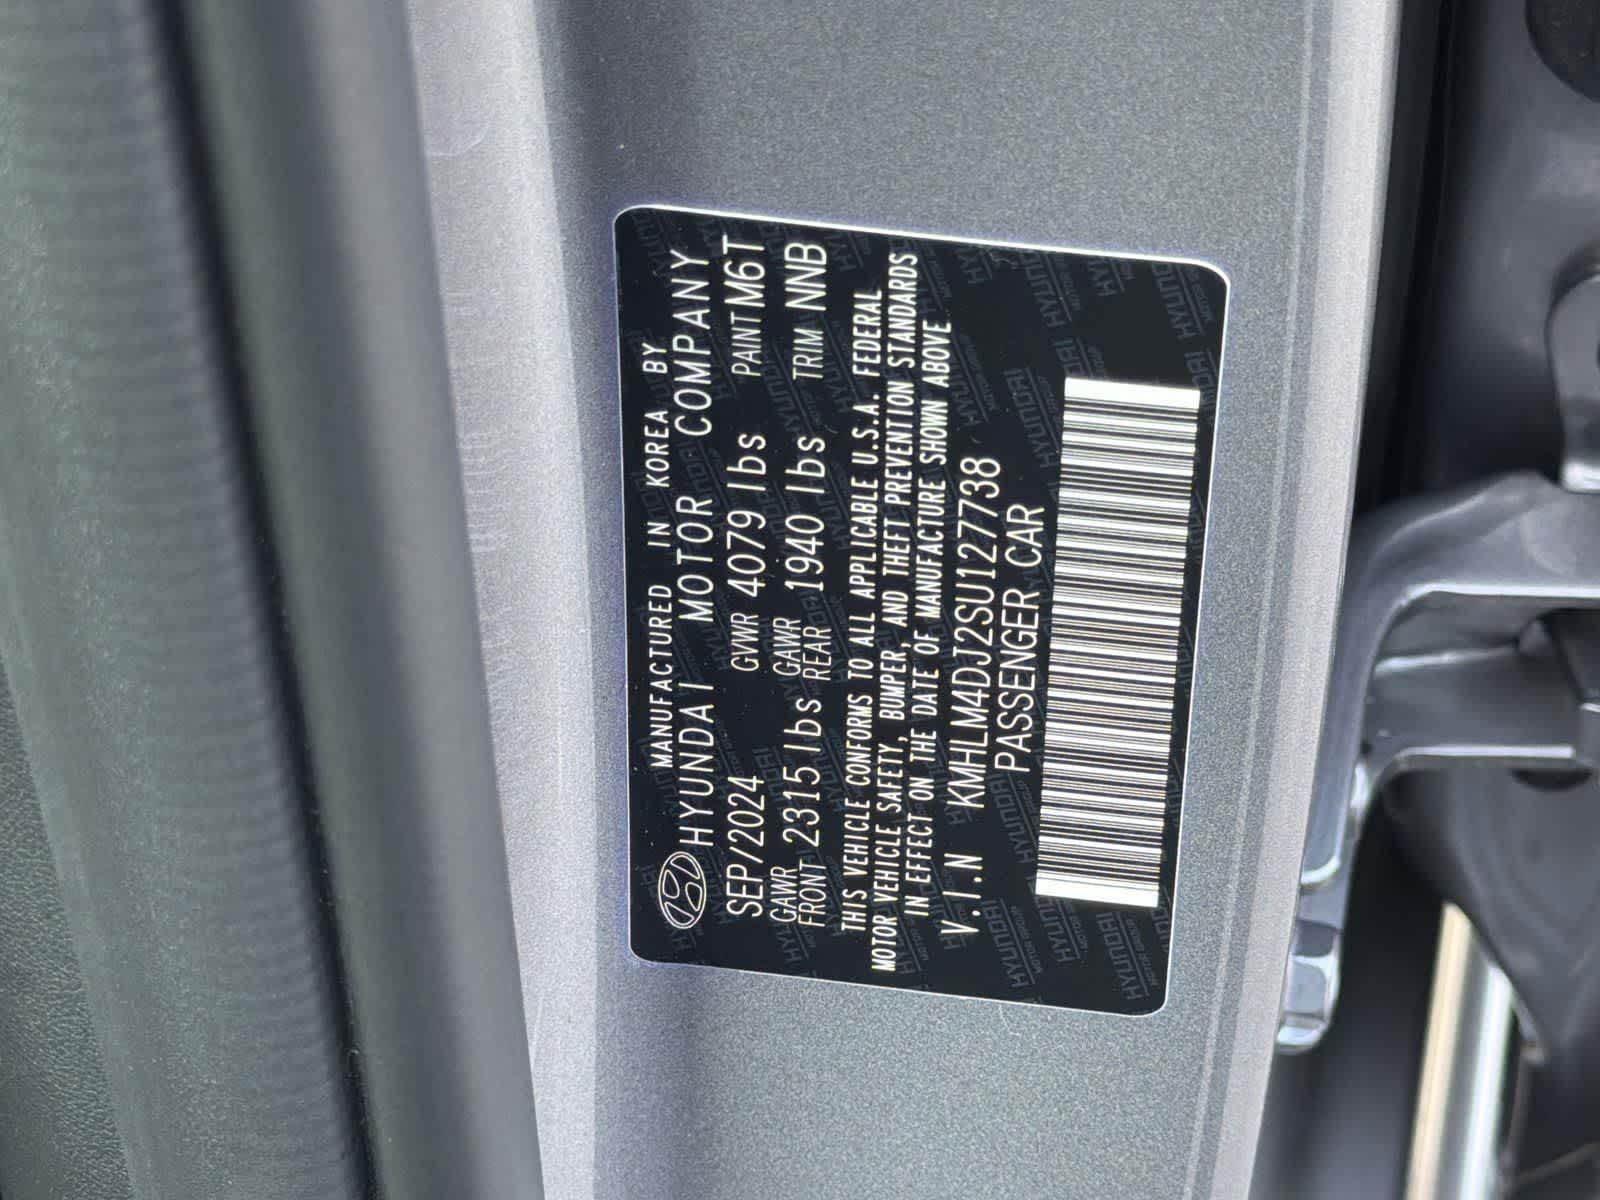 MANUFACTURED IN KOREA BY
HYUNDAI MOTOR COMPANY
SEP/2024 GVWR 4079 lbs PAINT M6T
GAWR FRONT 2315 lbs GAWR REAR 1940 lbs TRIM NNB
THIS VEHICLE CONFORMS TO ALL APPLICABLE U.S.A. FEDERAL
MOTOR VEHICLE SAFETY, BUMPER, AND THEFT PREVENTION STANDARDS
IN EFFECT ON THE DATE OF MANUFACTURE SHOWN ABOVE
V.I.N KMHLM4DJ2SU127738
PASSENGER CAR